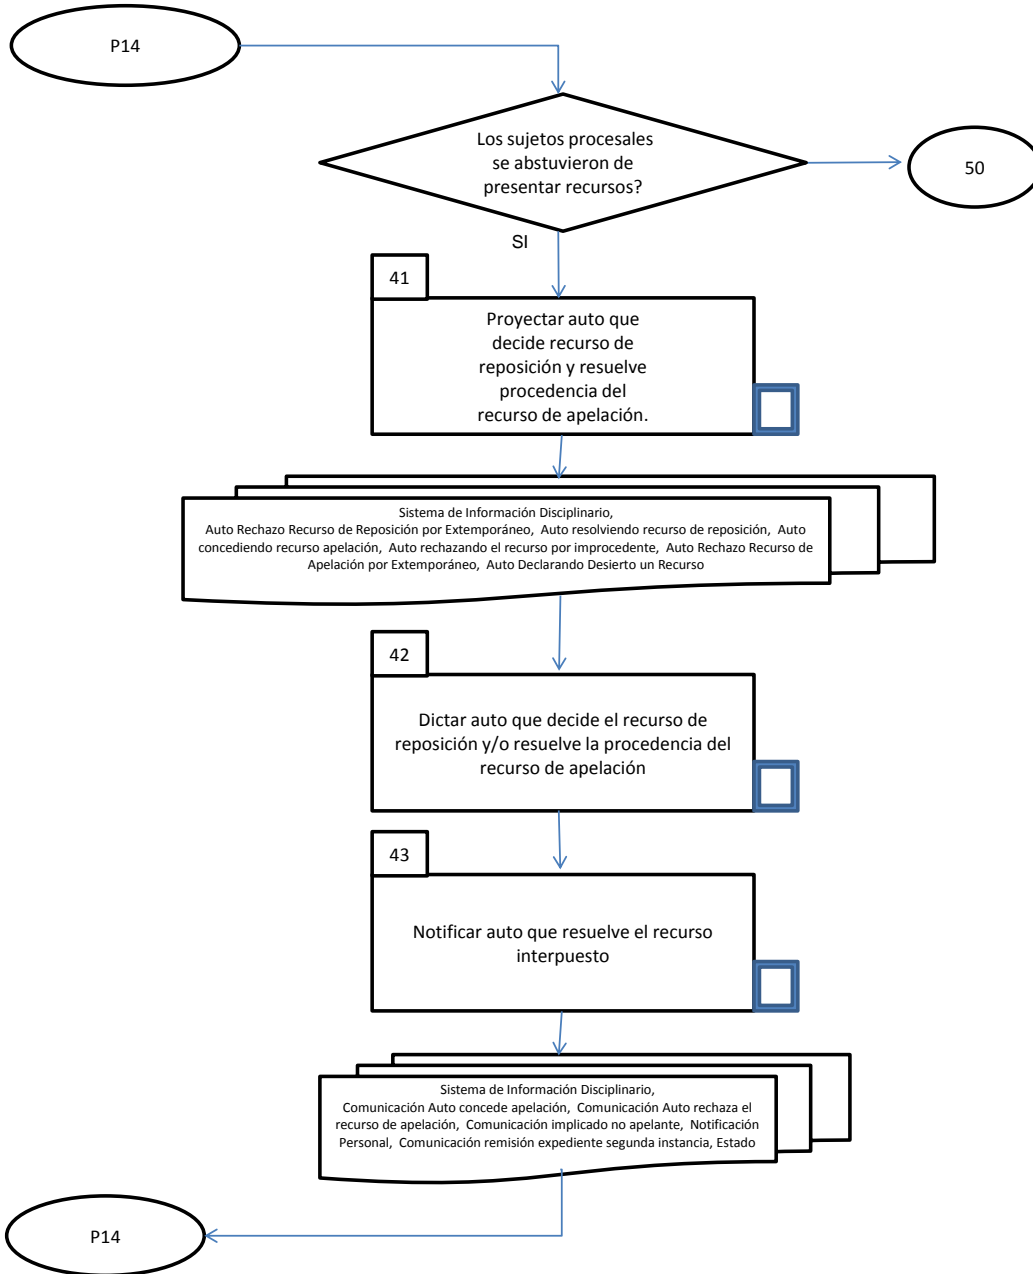 P14
Los sujetos procesales
se abstuvieron de
presentar recursos?
50
SI
41
Proyectar auto que
decide recurso de
reposición y resuelve
procedencia del
recurso de apelación.
Sistema de Información Disciplinario,
Auto Rechazo Recurso de Reposición por Extemporáneo, Auto resolviendo recurso de reposición, Auto
concediendo recurso apelación, Auto rechazando el recurso por improcedente, Auto Rechazo Recurso de
Apelación por Extemporáneo, Auto Declarando Desierto un Recurso
42
Dictar auto que decide el recurso de
reposición y/o resuelve la procedencia del
recurso de apelación
43
Notificar auto que resuelve el recurso
interpuesto
Sistema de Información Disciplinario,
Comunicación Auto concede apelación, Comunicación Auto rechaza el
recurso de apelación, Comunicación implicado no apelante, Notificación
Personal, Comunicación remisión expediente segunda instancia, Estado
P14